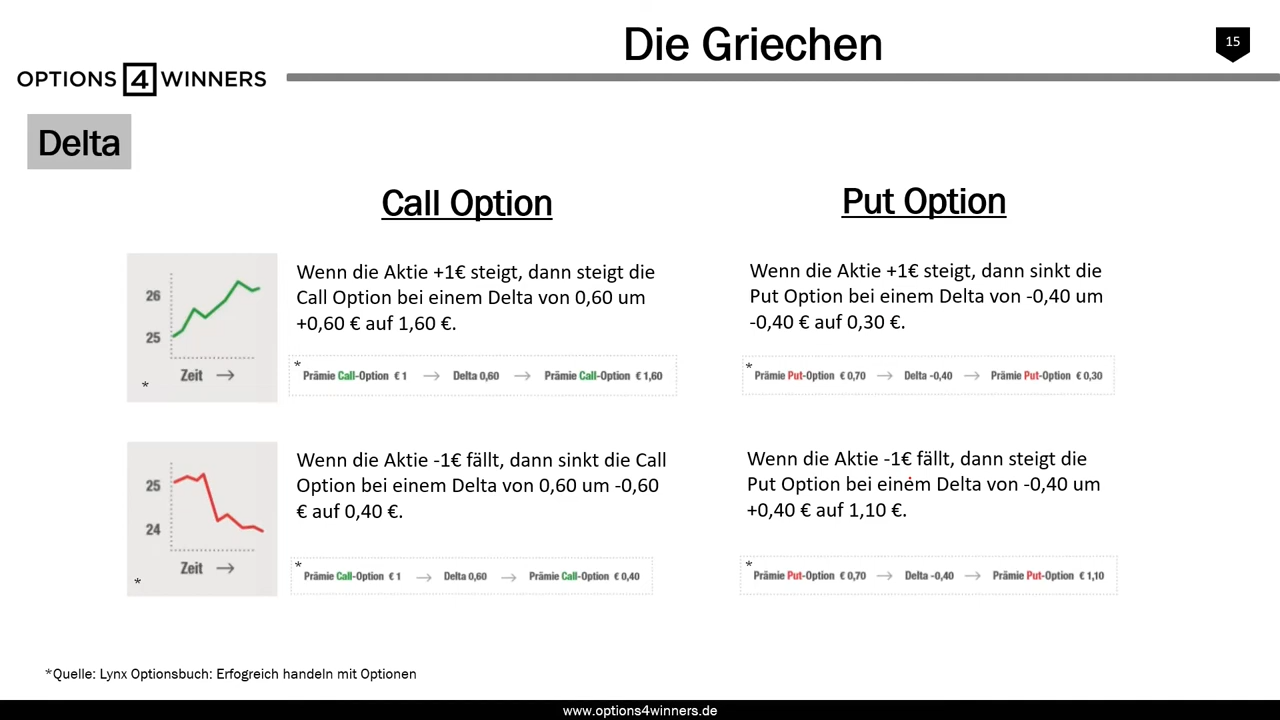 Die Griechen
15
OPTIONS 4 WINNERS
Delta
Call Option
Put Option
26
25
Zeit →
*
Wenn die Aktie +1€ steigt, dann steigt die
Call Option bei einem Delta von 0,60 um
+0,60 € auf 1,60 €.
* Prämie Call-Option € 1 → Delta 0,60 → Prämie Call-Option € 1,60
Wenn die Aktie +1€ steigt, dann sinkt die
Put Option bei einem Delta von -0,40 um
-0,40 € auf 0,30 €.
* Prämie Put-Option € 0,70 → Delta -0,40 → Prämie Put-Option € 0,30
25
24
Zeit →
*
Wenn die Aktie -1€ fällt, dann sinkt die Call
Option bei einem Delta von 0,60 um -0,60
€ auf 0,40 €.
* Prämie Call-Option € 1 → Delta 0,60 → Prämie Call-Option € 0,40
Wenn die Aktie -1€ fällt, dann steigt die
Put Option bei einem Delta von -0,40 um
+0,40 € auf 1,10 €.
* Prämie Put-Option € 0,70 → Delta -0,40 → Prämie Put-Option € 1,10
*Quelle: Lynx Optionsbuch: Erfogreich handeln mit Optionen
www.options4winners.de